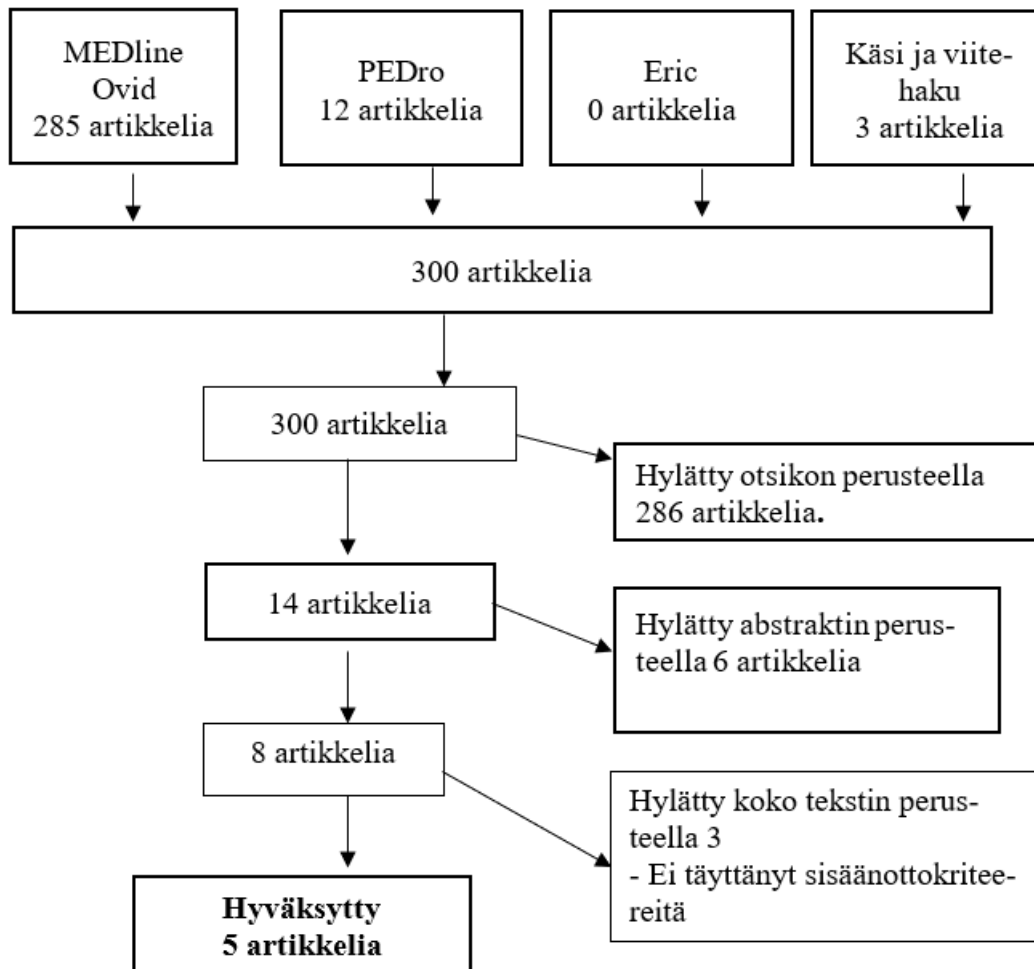 MEDline
Ovid
285 artikkelia
PEDro
12 artikkelia
Eric
0 artikkelia
Käsi ja viite-
haku
3 artikkelia
300 artikkelia
300 artikkelia
Hylätty otsikon perusteella
286 artikkelia.
14 artikkelia
Hylätty abstraktin perus-
teella 6 artikkelia
8 artikkelia
Hylätty koko tekstin perus-
teella 3
- Ei täyttänyt sisäänottokritee-
reitä
Hyväksytty
5 artikkelia